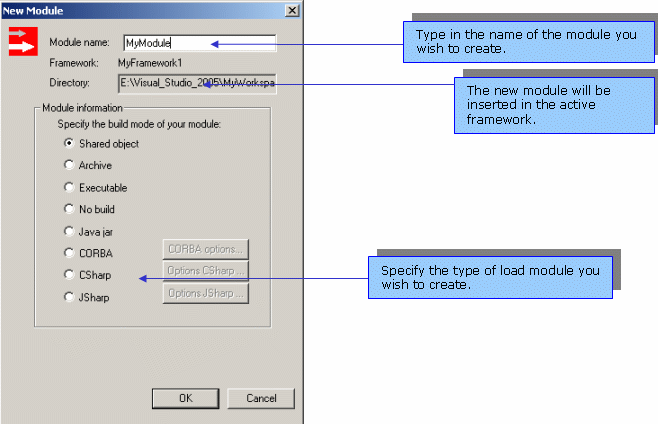 New Module
Module name: MyModule
Type in the name of the module you
wish to create.
Framework: MyFramework1
Directory: E:\Visual_Studio_2005\MyWorkspa
The new module will be
inserted in the active
framework.
Module information
Specify the build mode of your module:
Shared object
Archive
Executable
No build
Java jar
CORBA CORBA options...
CSharp Options CSharp ...
JSharp Options JSharp ...
Specify the type of load module you
wish to create.
OK Cancel